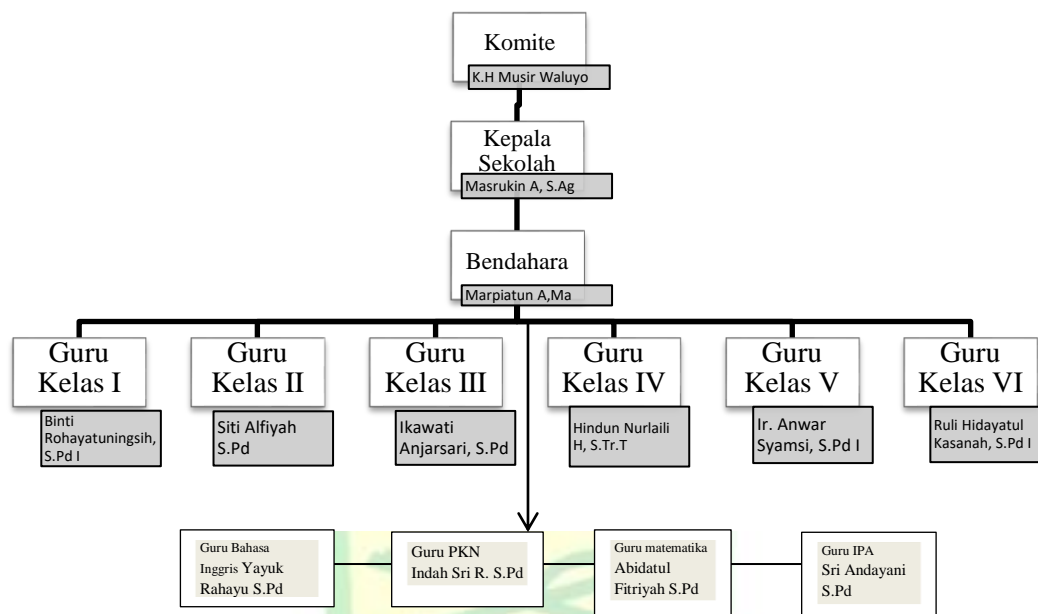 Komite
K.H Musir Waluyo
Kepala
Sekolah
Masrukin A, S.Ag
Bendahara
Marpiatun A,Ma
Guru
Kelas I
Binti
Rohayatuningsih,
S.Pd I
Guru
Kelas II
Siti Alfiyah
S.Pd
Guru
Kelas III
Ikawati
Anjarsari, S.Pd
Guru
Kelas IV
Hindun Nurlaili
H, S.Tr.T
Guru
Kelas V
Ir. Anwar
Syamsi, S.Pd I
Guru
Kelas VI
Ruli Hidayatul
Kasanah, S.Pd I
Guru Bahasa
Inggris Yayuk
Rahayu S.Pd
Guru PKN
Indah Sri R. S.Pd
Guru matematika
Abidatul
Fitriyah S.Pd
Guru IPA
Sri Andayani
S.Pd